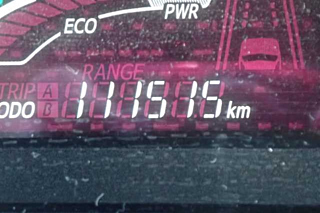 ECO PWR
RANGE
TRIP A
ODO B 111515 km